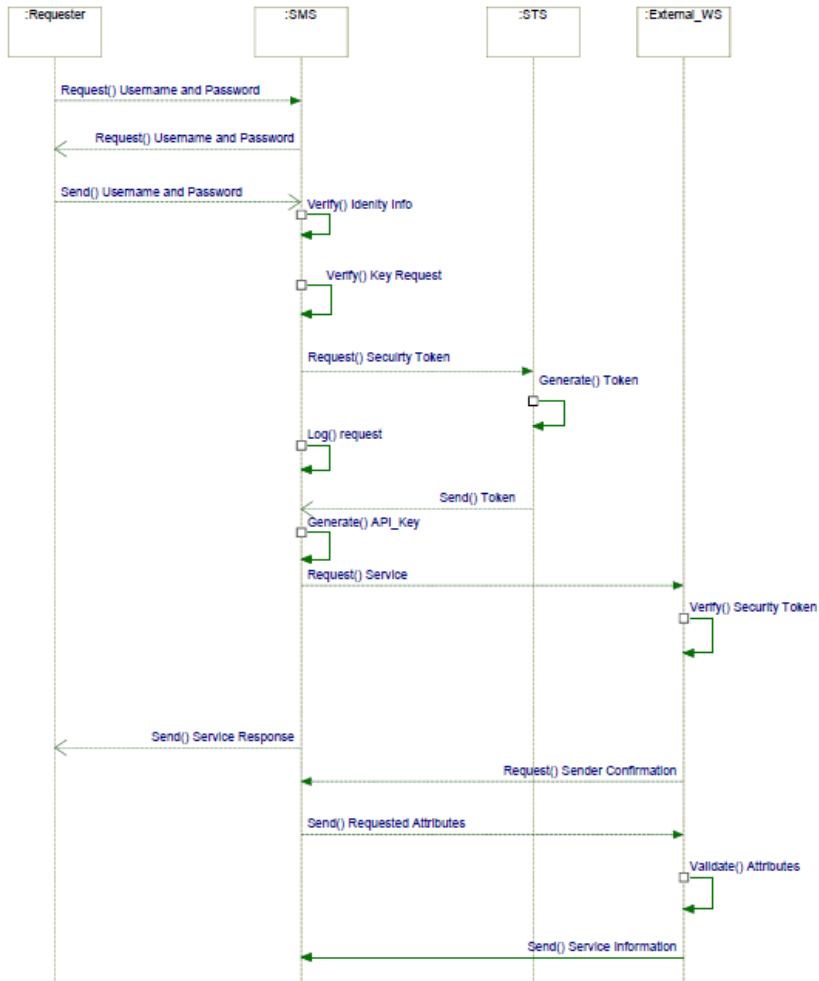 :Requester
:SMS
:STS
:External_WS
Request() Username and Password
Request() Username and Password
Send() Username and Password
Verify() Idenity Info
Verify() Key Request
Request() Secuirty Token
Generate() Token
Log() request
Send() Token
Generate() API_Key
Request() Service
Verify() Security Token
Send() Service Response
Request() Sender Confirmation
Send() Requested Attributes
Validate() Attributes
Send() Service Information